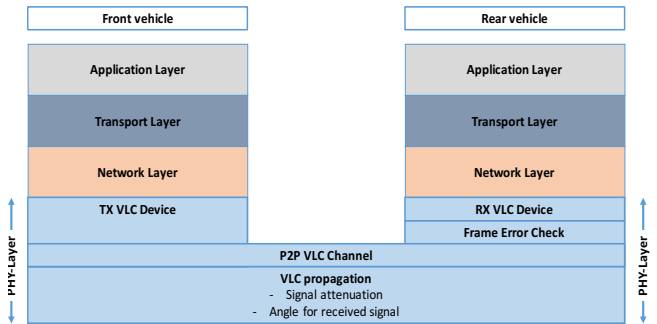 Front vehicle
Rear vehicle
Application Layer
Application Layer
Transport Layer
Transport Layer
Network Layer
Network Layer
TX VLC Device
RX VLC Device
Frame Error Check
PHY-Layer
PHY-Layer
P2P VLC Channel
VLC propagation
- Signal attenuation
- Angle for received signal